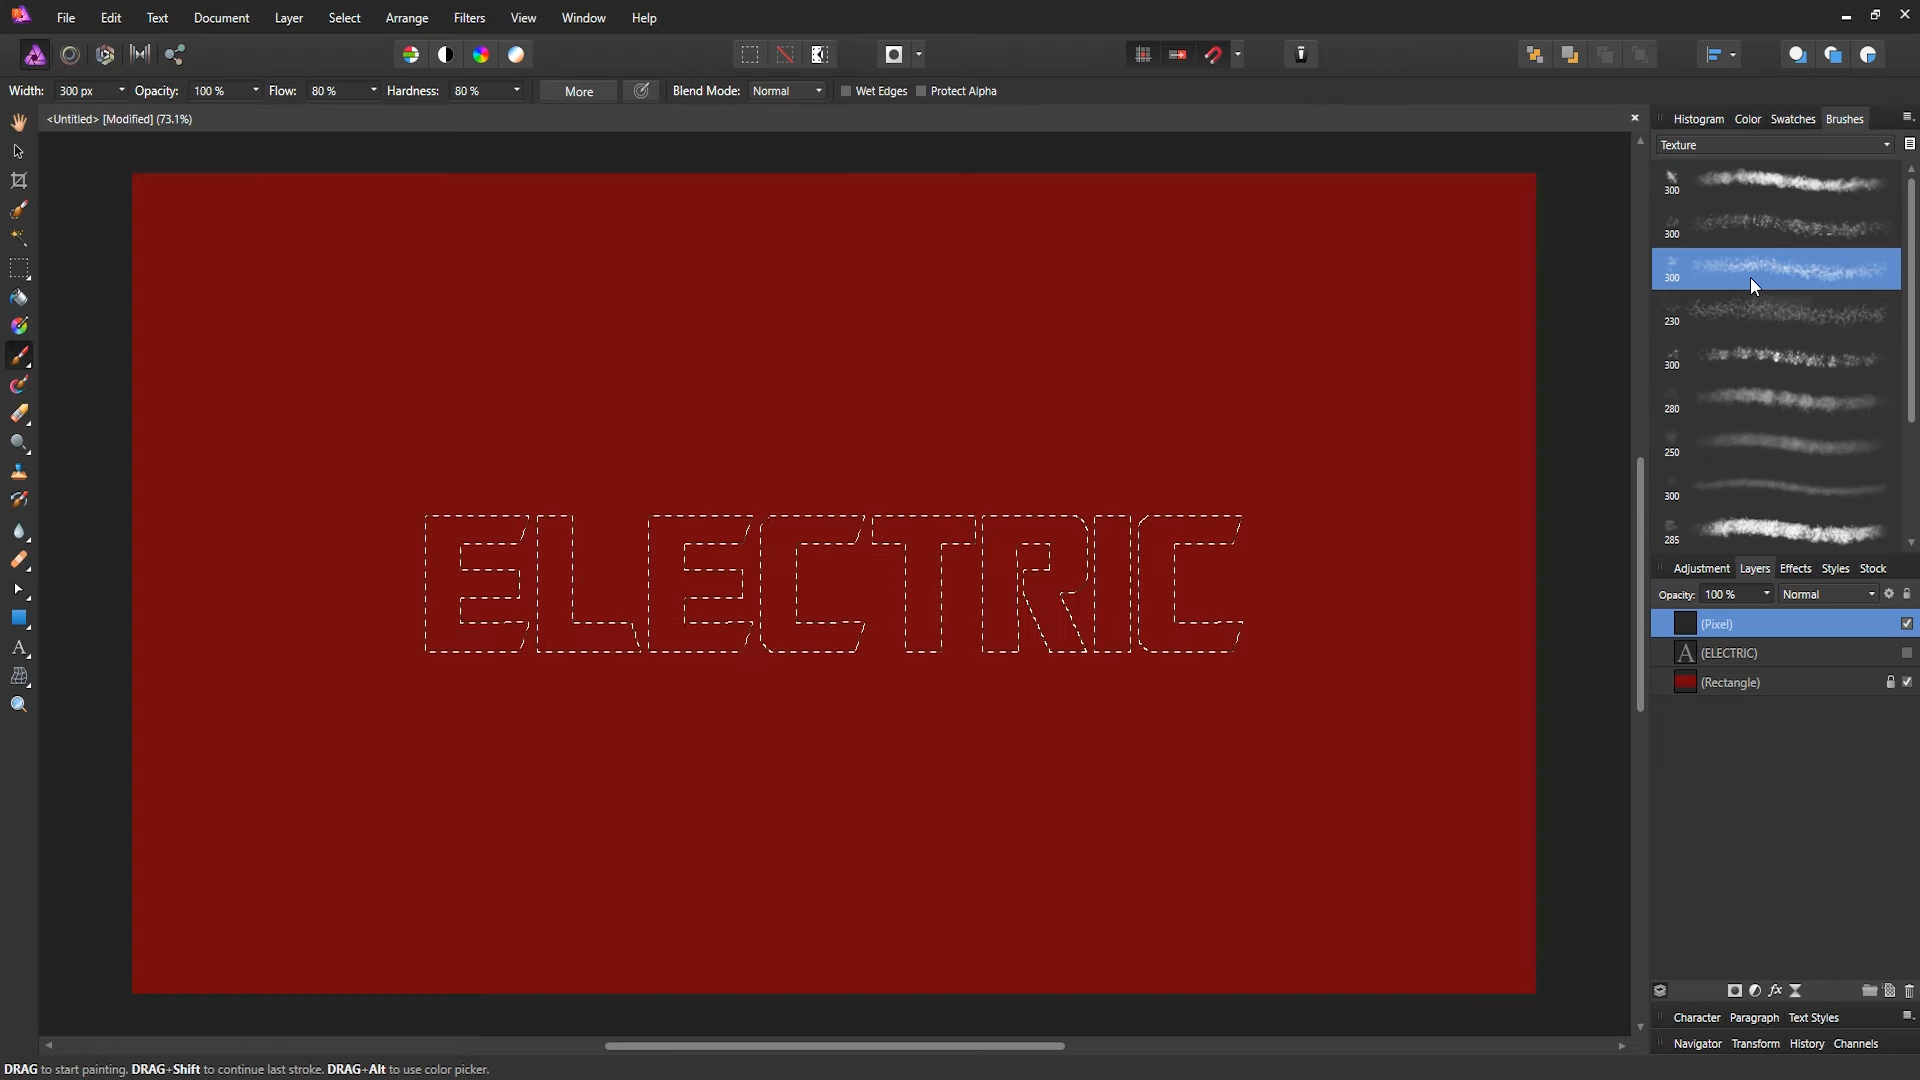 File Edit Text Document Layer Select Arrange Filters View Window Help
Width: 300 px Opacity: 100 % Flow: 80 % Hardness: 80 % More Blend Mode: Normal Wet Edges Protect Alpha
<Untitled> [Modified] (73.1%)
Histogram Color Swatches Brushes
Texture
300
300
300
230
300
280
250
300
285
ELECTRIC
Adjustment Layers Effects Styles Stock
Opacity: 100 % Normal
(Pixel)
A (ELECTRIC)
(Rectangle)
Character Paragraph Text Styles
Navigator Transform History Channels
DRAG to start painting. DRAG+Shift to continue last stroke. DRAG+Alt to use color picker.